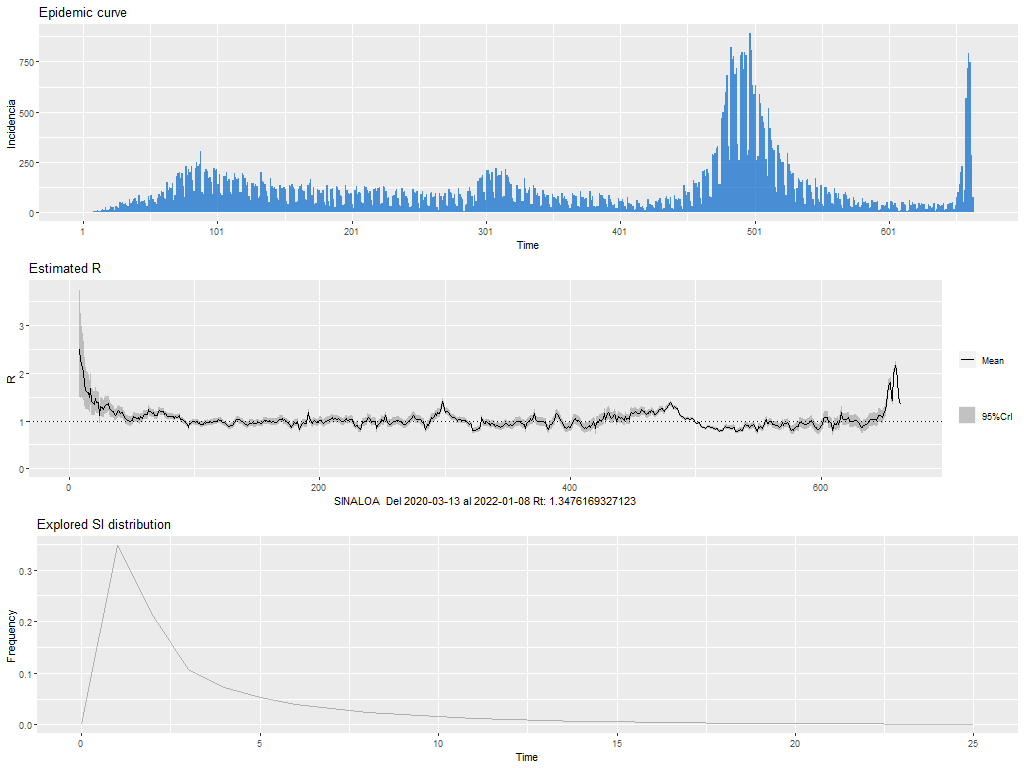 Epidemic curve
Incidencia
750
500
250
0
1 101 201 301 401 501 601
Time
Estimated R
R
3
2
1
0
Mean
95%CrI
0 200 400 600
SINALOA Del 2020-03-13 al 2022-01-08 Rt: 1.3476169327123
Explored SI distribution
Frequency
0.3
0.2
0.1
0.0
0 5 10 15 20 25
Time